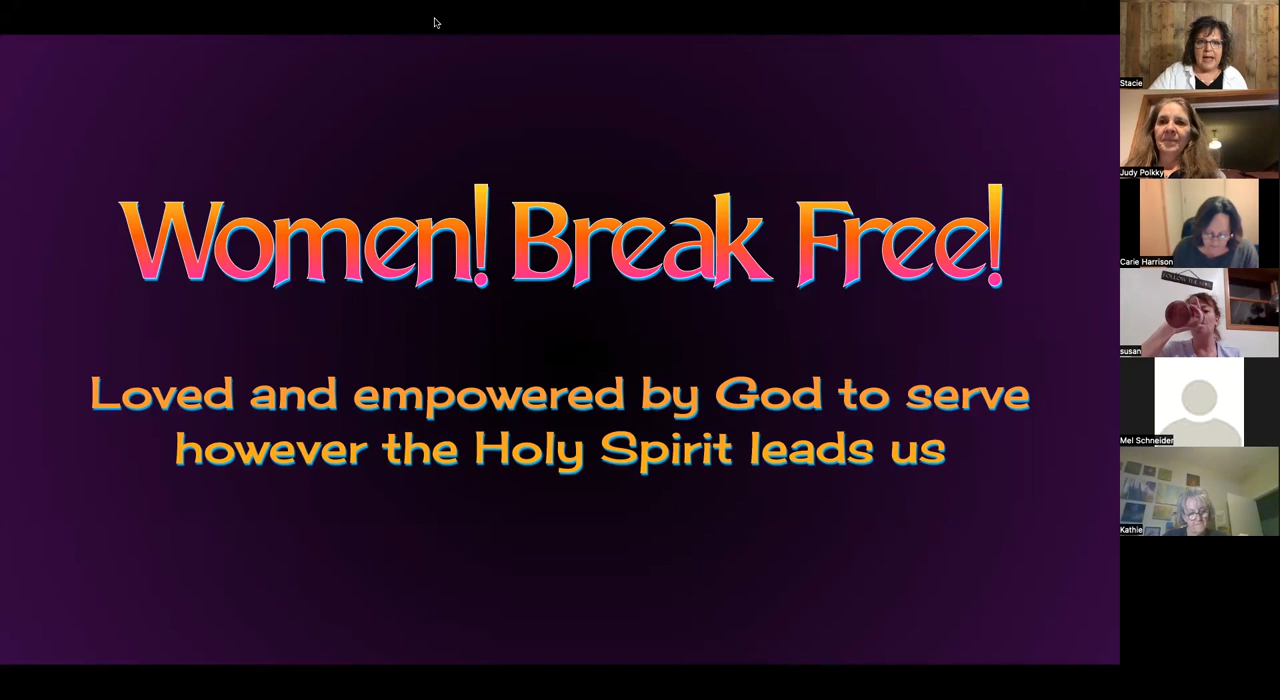 Women! Break Free!
Loved and empowered by God to serve
however the Holy Spirit leads us
Stacie
Judy Polkky
Carie Harrison
susan
Mel Schneider
Kathie